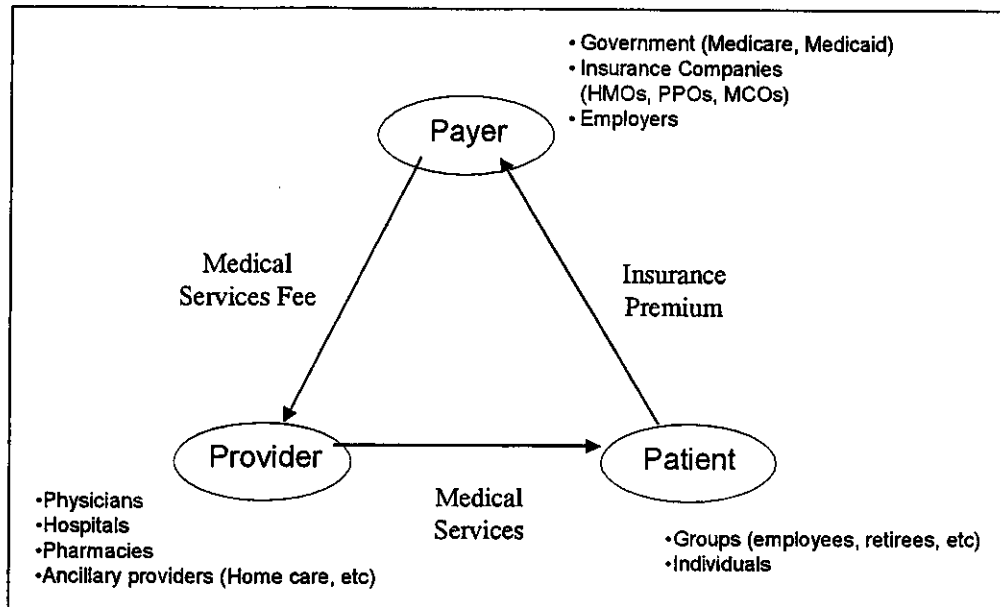 • Government (Medicare, Medicaid)
• Insurance Companies
(HMOs, PPOs, MCOs)
• Employers
Payer
Medical
Services Fee
Insurance
Premium
Provider
Patient
Medical
Services
•Physicians
•Hospitals
•Pharmacies
•Ancillary providers (Home care, etc)
•Groups (employees, retirees, etc)
•Individuals